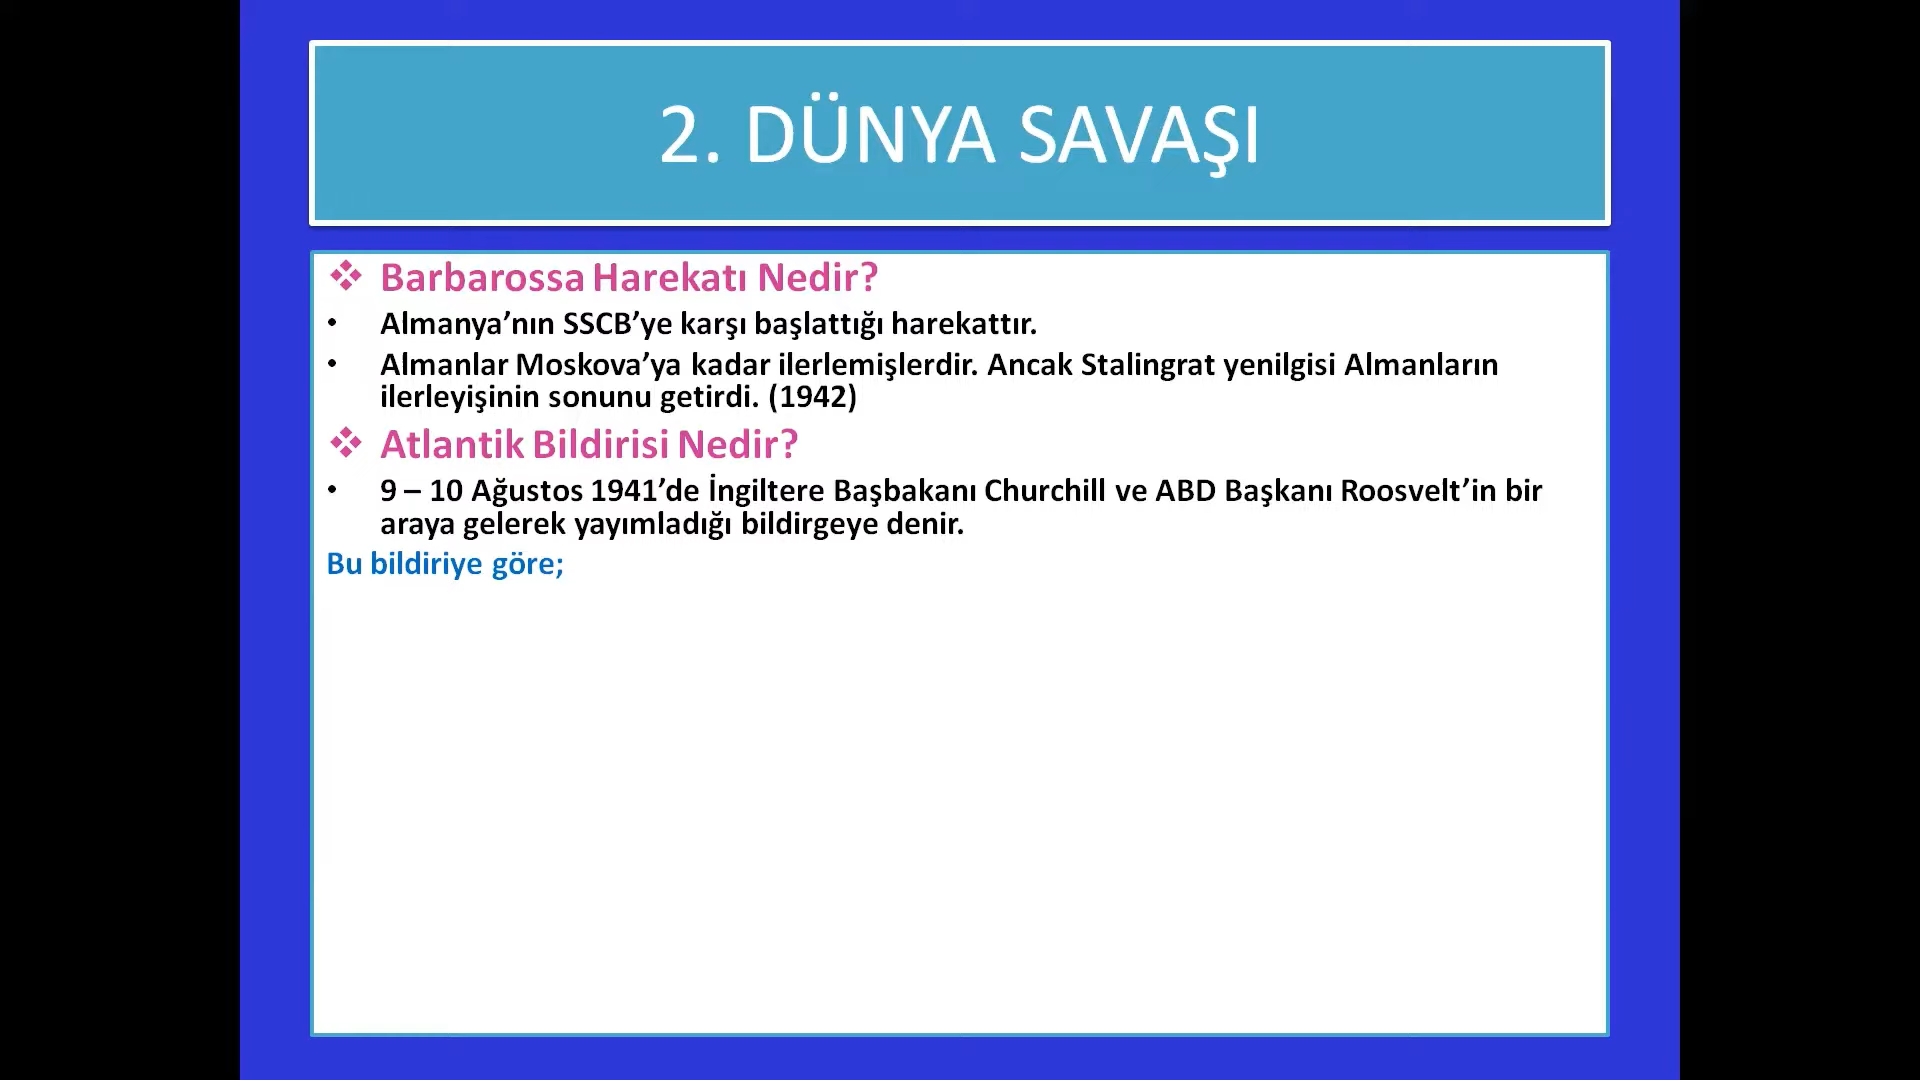 2. DÜNYA SAVAŞI
❖ Barbarossa Harekatı Nedir?
• Almanya’nın SSCB’ye karşı başlattığı harekattır.
• Almanlar Moskova’ya kadar ilerlemişlerdir. Ancak Stalingrat yenilgisi Almanların
ilerleyişinin sonunu getirdi. (1942)
❖ Atlantik Bildirisi Nedir?
• 9 – 10 Ağustos 1941’de İngiltere Başbakanı Churchill ve ABD Başkanı Roosvelt’in bir
araya gelerek yayımladığı bildirgeye denir.
Bu bildiriye göre;